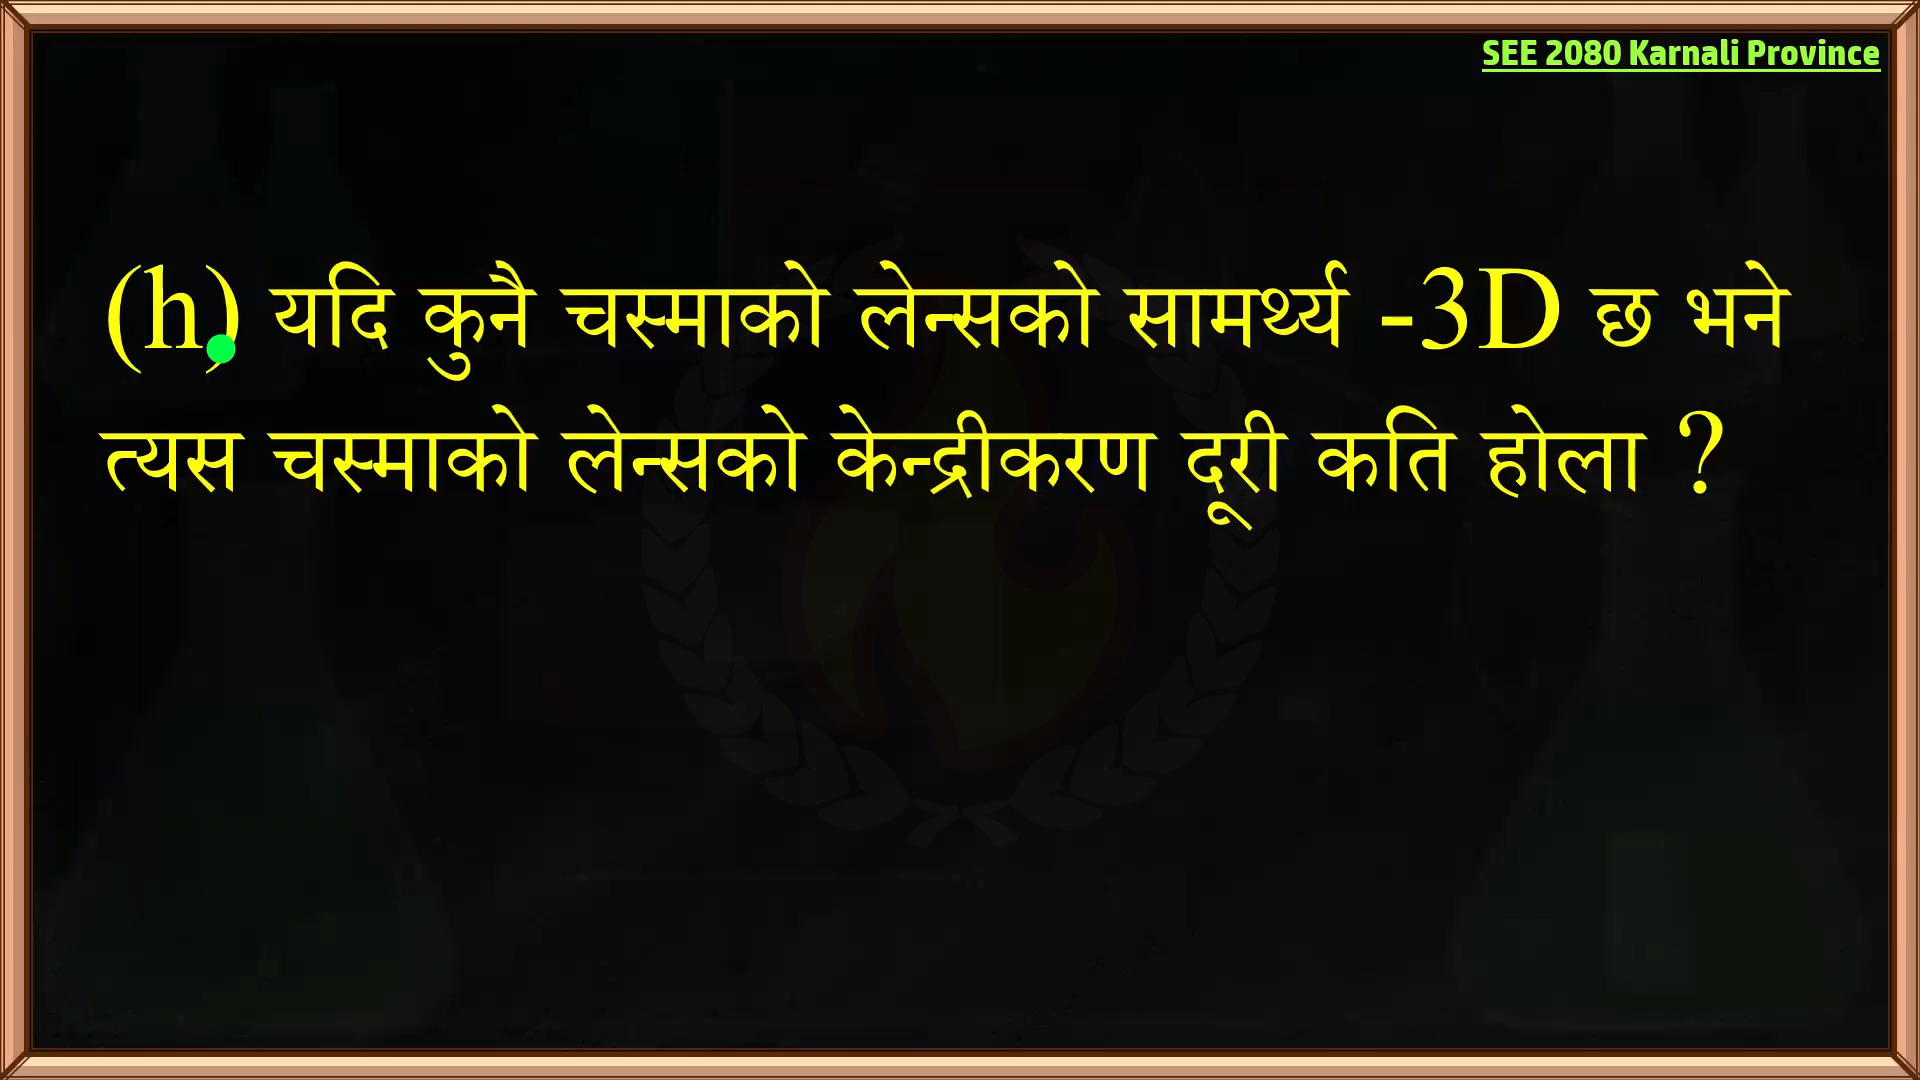 SEE 2080 Karnali Province
(h) यदि कुनै चस्माको लेन्सको सामर्थ्य -3D छ भने
त्यस चस्माको लेन्सको केन्द्रीकरण दूरी कति होला ?